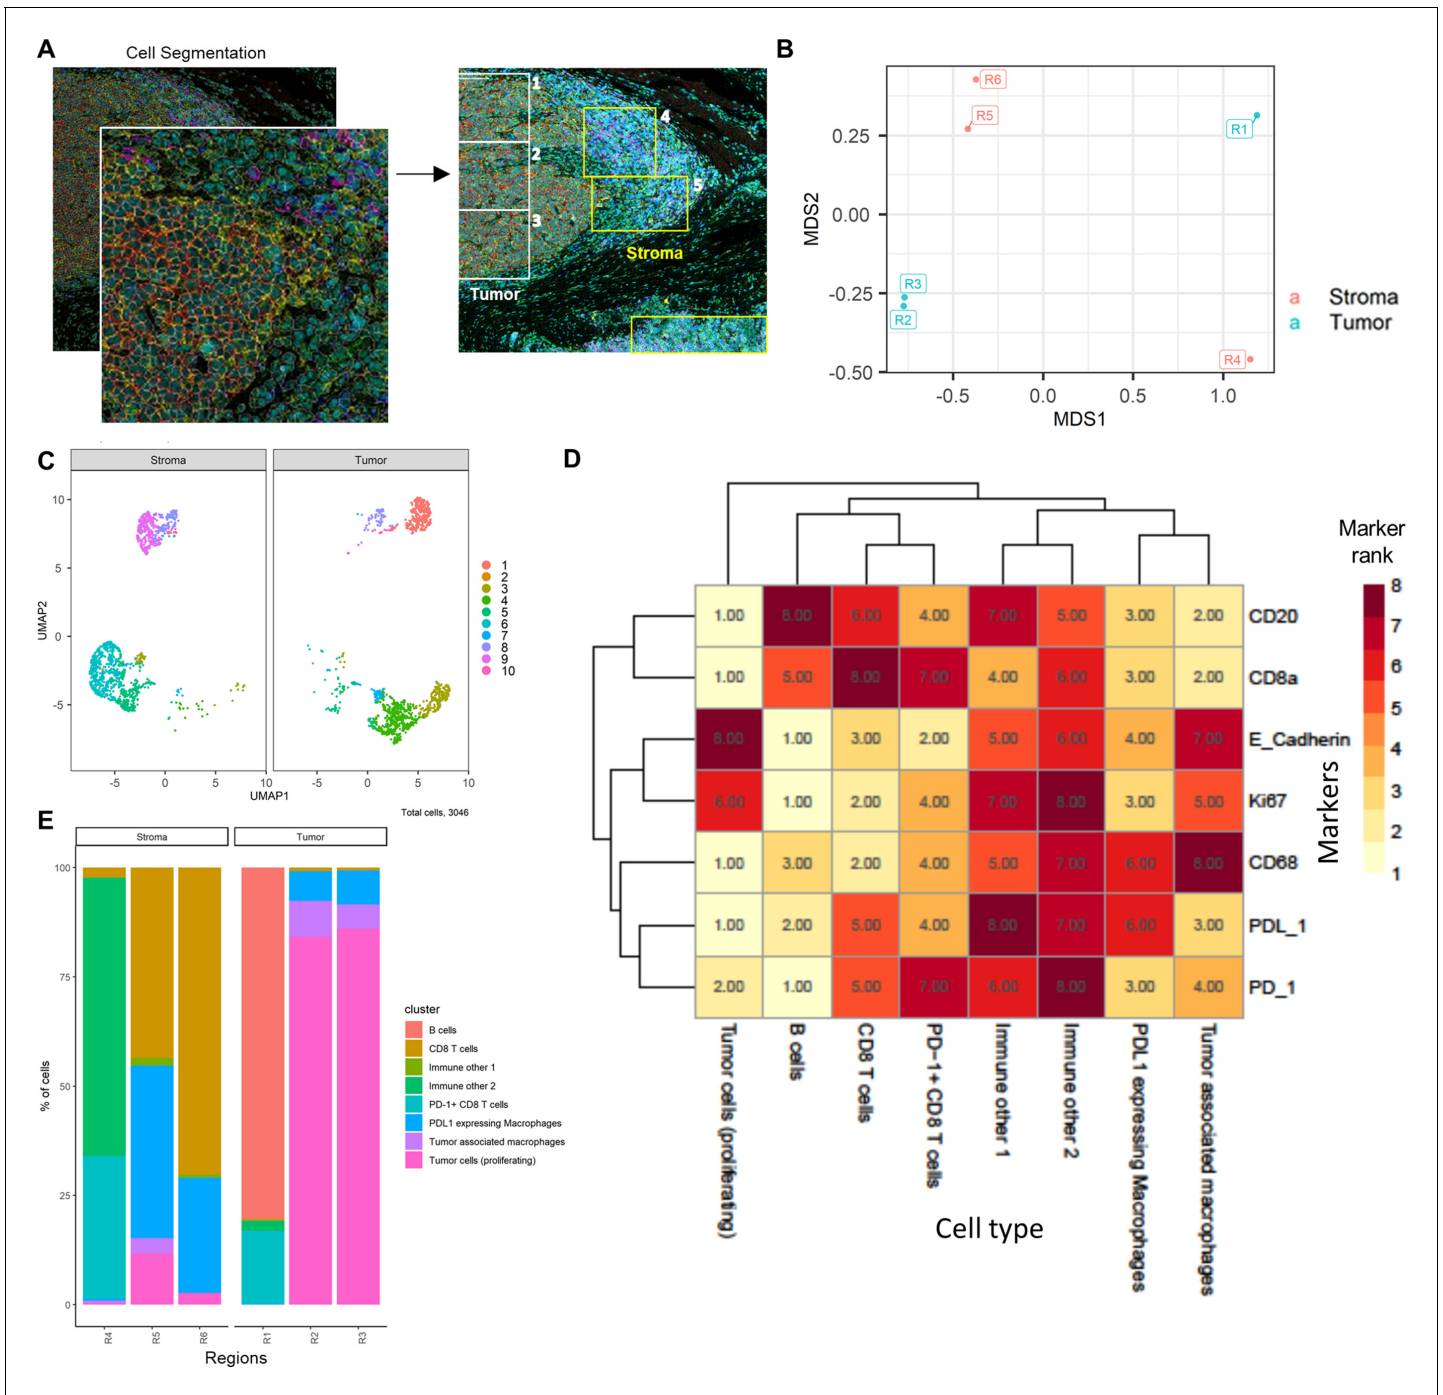 A
Cell Segmentation
1
2
3
4
5
Stroma
Tumor
B
R6
R5
R1
R3
R2
R4
0.25
0.00
-0.25
-0.50
-0.5
0.0
0.5
1.0
MDS2
MDS1
a Stroma
a Tumor
C
Stroma
Tumor
10
5
0
-5
UMAP2
-5
0
5
10
-5
0
5
10
UMAP1
1
2
3
4
5
6
7
8
9
10
Total cells, 3046
D
1.00 8.00 6.00 4.00 7.00 5.00 3.00 2.00 CD20
1.00 5.00 8.00 7.00 4.00 6.00 3.00 2.00 CD8a
8.00 1.00 3.00 2.00 5.00 6.00 4.00 7.00 E_Cadherin
6.00 1.00 2.00 4.00 7.00 8.00 3.00 5.00 Ki67
1.00 3.00 2.00 4.00 5.00 7.00 6.00 8.00 CD68
1.00 2.00 5.00 4.00 8.00 7.00 6.00 3.00 PDL_1
2.00 1.00 5.00 7.00 6.00 8.00 3.00 4.00 PD_1
Tumor cells (proliferating)
B cells
CD8 T cells
PD-1+ CD8 T cells
Immune other 1
Immune other 2
PDL1 expressing Macrophages
Tumor associated macrophages
Cell type
Markers
Marker
rank
8
7
6
5
4
3
2
1
E
Stroma
Tumor
100
75
50
25
0
% of cells
R4
R5
R6
R1
R2
R3
Regions
cluster
B cells
CD8 T cells
Immune other 1
Immune other 2
PD-1+ CD8 T cells
PDL1 expressing Macrophages
Tumor associated macrophages
Tumor cells (proliferating)